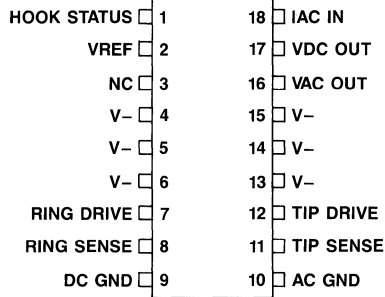 HOOK STATUS 1 18 IAC IN
VREF 2 17 VDC OUT
NC 3 16 VAC OUT
V– 4 15 V–
V– 5 14 V–
V– 6 13 V–
RING DRIVE 7 12 TIP DRIVE
RING SENSE 8 11 TIP SENSE
DC GND 9 10 AC GND